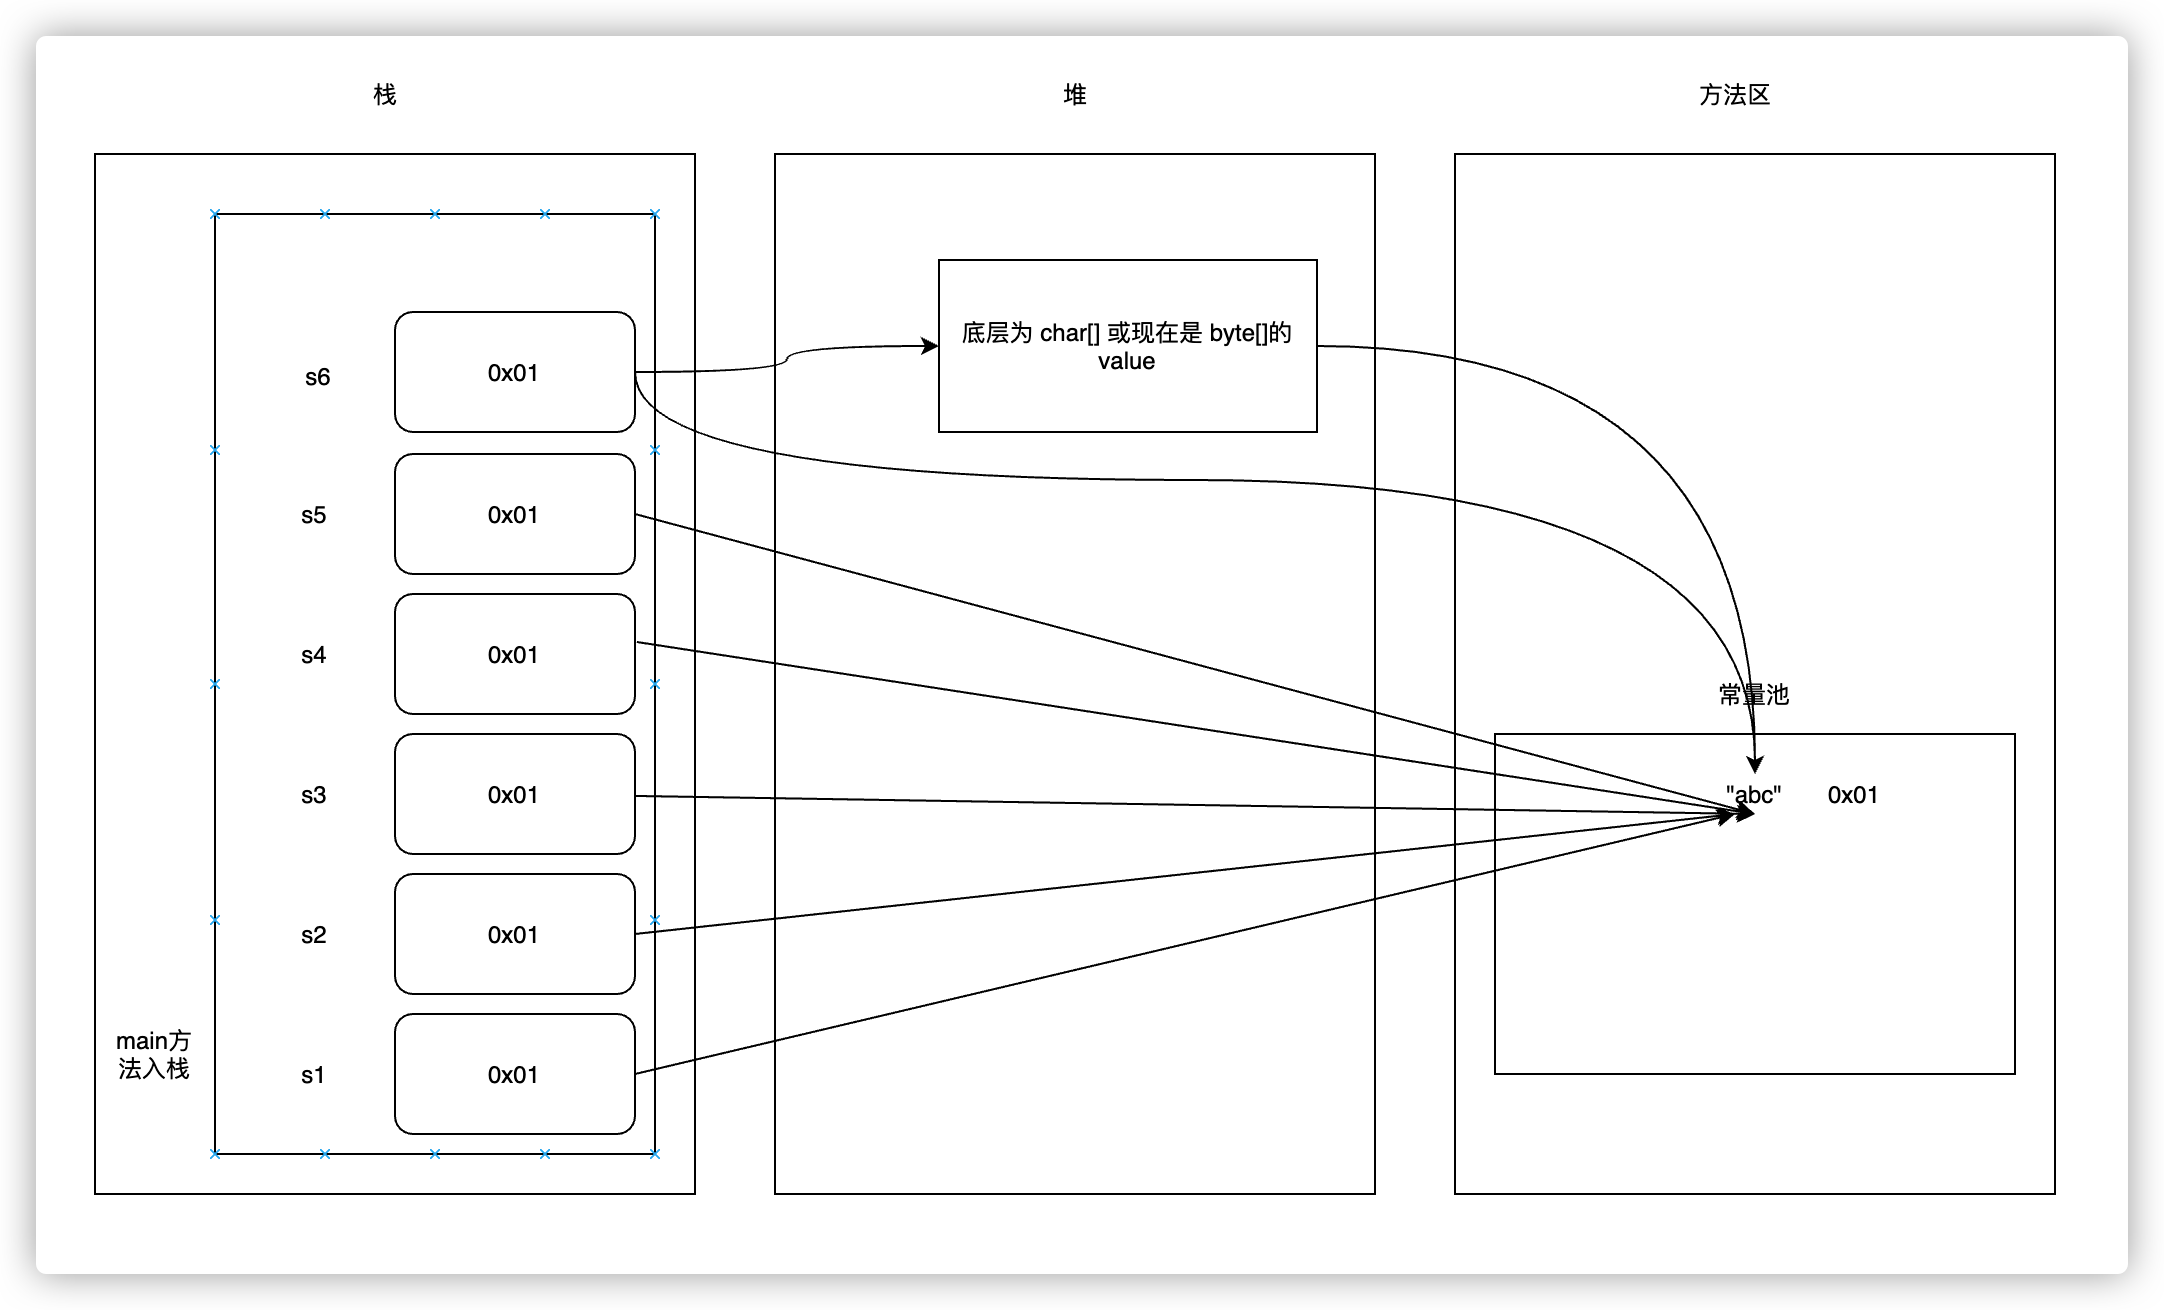 栈
堆
方法区
底层为 char[] 或现在是 byte[]的
value
s6
0x01
s5
0x01
s4
0x01
常量池
s3
0x01
"abc"
0x01
s2
0x01
main方
法入栈
s1
0x01